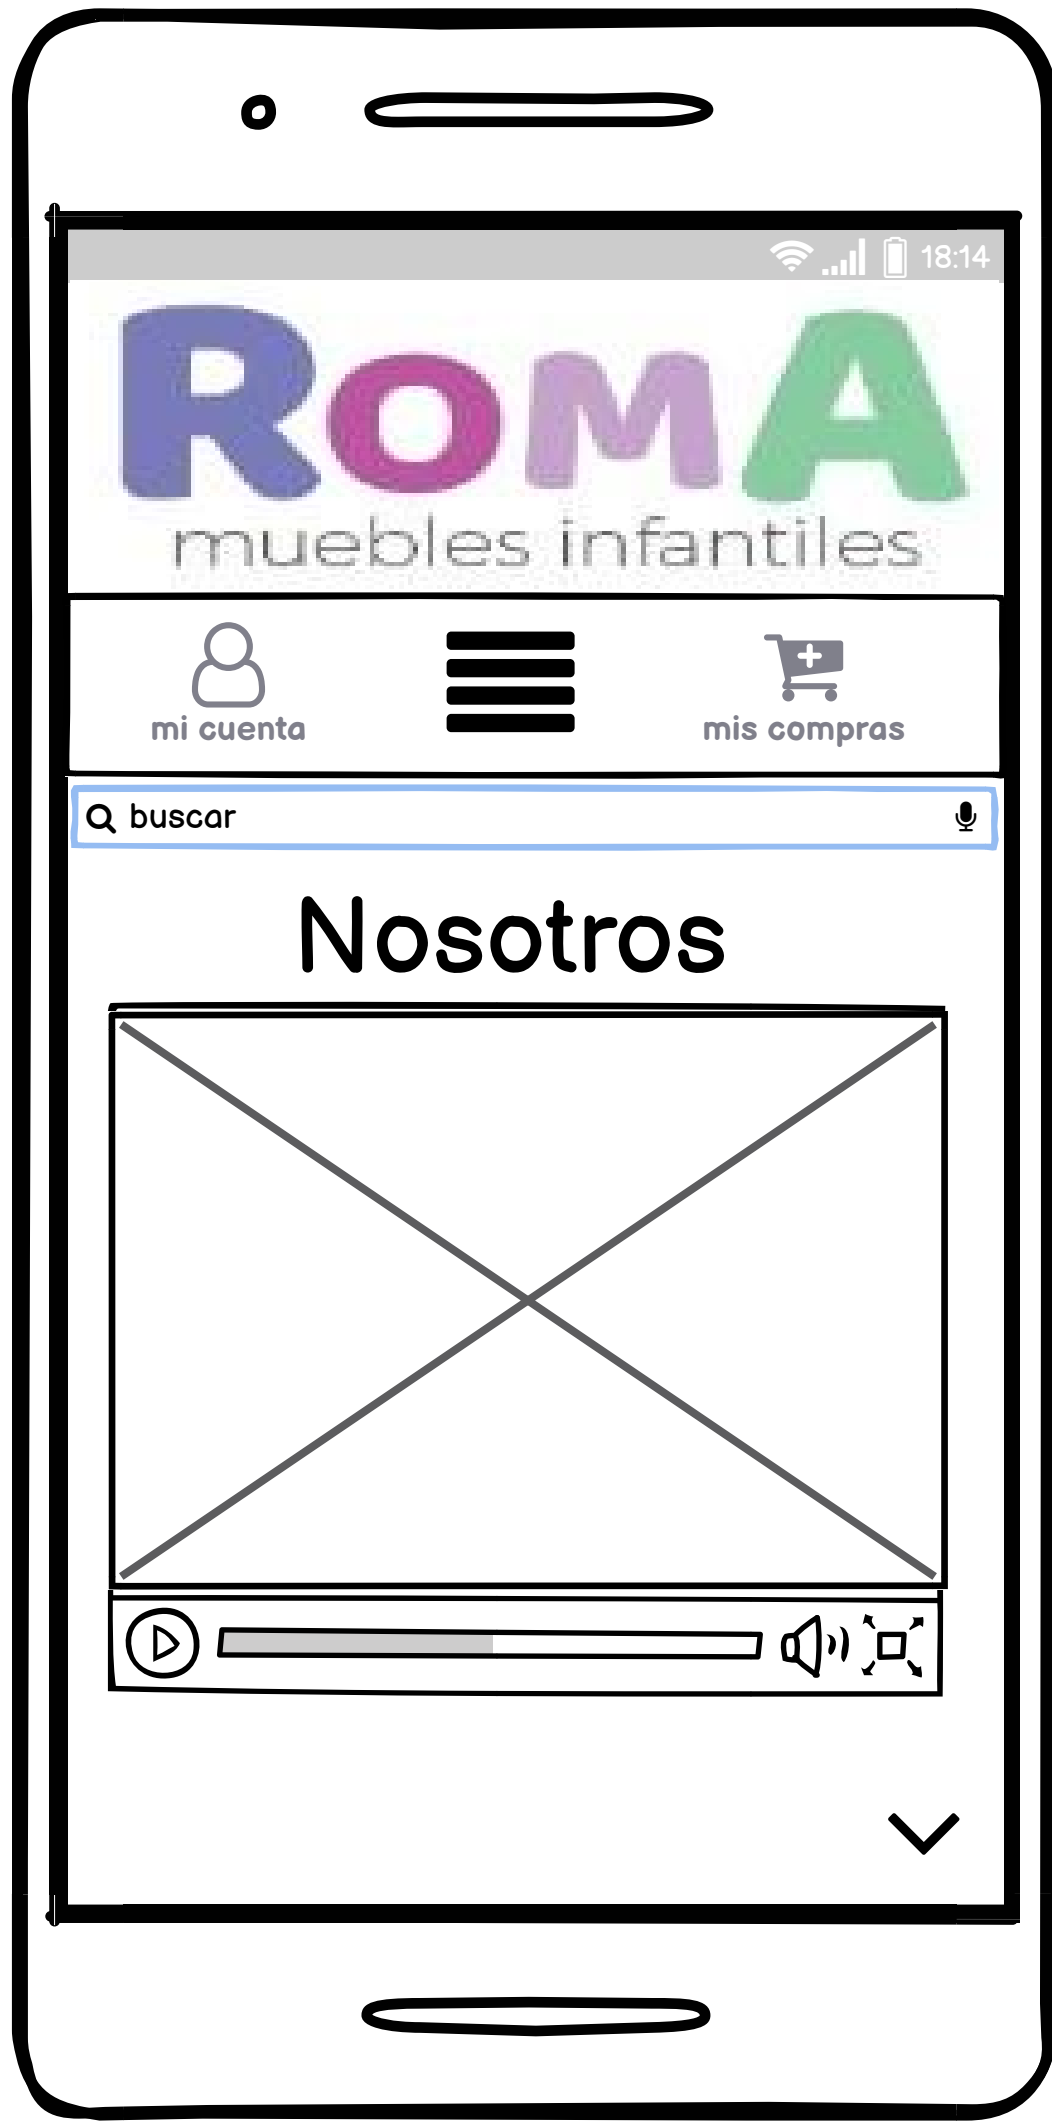 18:14
RomA
muebles infantiles
mi cuenta
mis compras
buscar
Nosotros